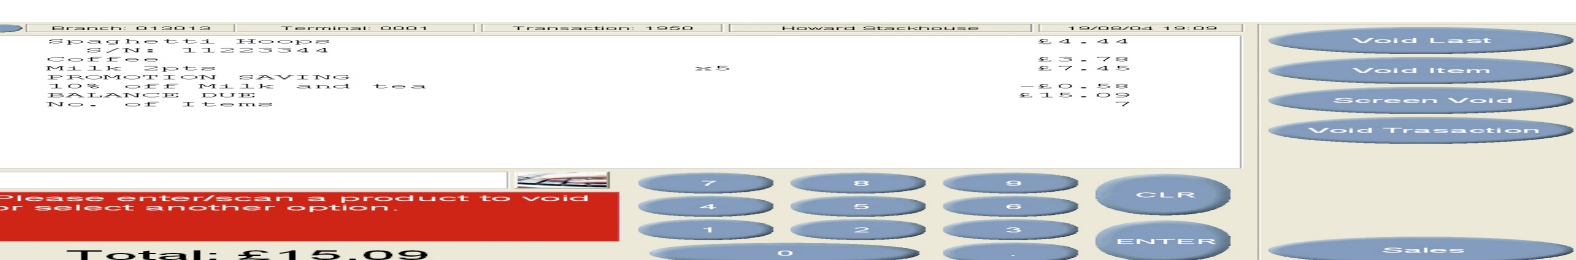 Branch: 012012 Terminal: 0001 Transaction: 1950 Howard Stackhouse 19/08/04 19:09
Spaghetti Hoops £4.44
S/N: 11223344
Coffee £3.78
Milk 2pts x5 £7.45
PROMOTION SAVING
10% off Milk and tea -£0.58
BALANCE DUE £15.09
No. of Items 7
Void Last
Void Item
Screen Void
Void Trasaction
Please enter/scan a product to void
or select another option.
Total: £15.09
7 8 9 CLR
4 5 6
1 2 3 ENTER
0 .
Sales